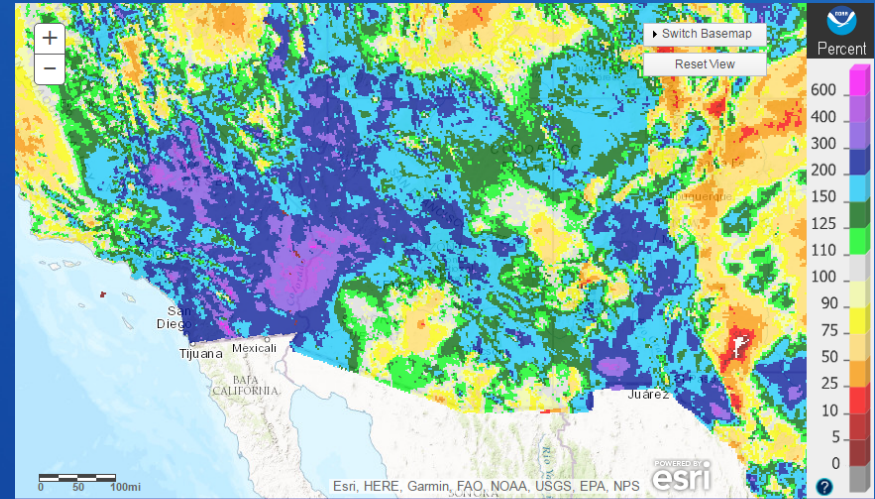 +
−
Switch Basemap
Reset View
Percent
600
400
300
200
150
125
110
100
90
75
50
25
10
5
0
?
San
Diego
Tijuana
Mexicali
BAJA
CALIFORNIA
Juárez
0 50 100mi
Esri, HERE, Garmin, FAO, NOAA, USGS, EPA, NPS
POWERED BY
esri
SONORA